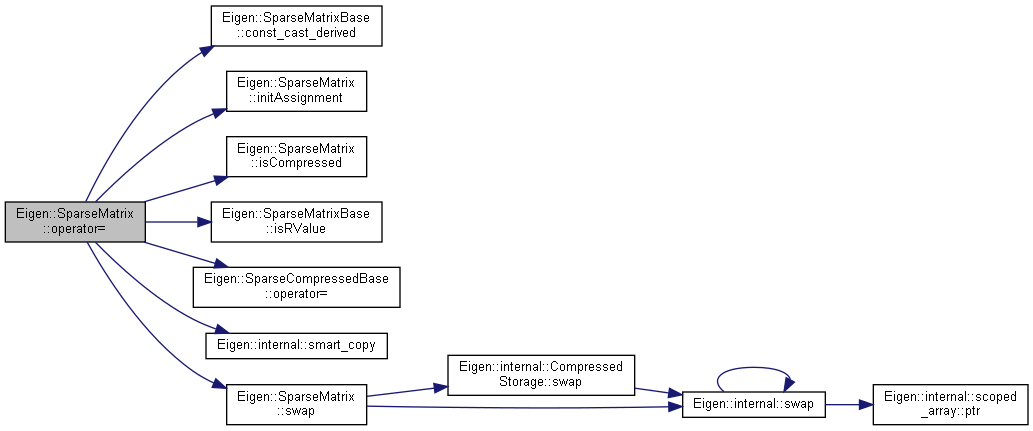 Eigen::SparseMatrixBase
::const_cast_derived
Eigen::SparseMatrix
::initAssignment
Eigen::SparseMatrix
::isCompressed
Eigen::SparseMatrix
::operator=
Eigen::SparseMatrixBase
::isRValue
Eigen::SparseCompressedBase
::operator=
Eigen::internal::smart_copy
Eigen::SparseMatrix
::swap
Eigen::internal::Compressed
Storage::swap
Eigen::internal::swap
Eigen::internal::scoped
_array::ptr